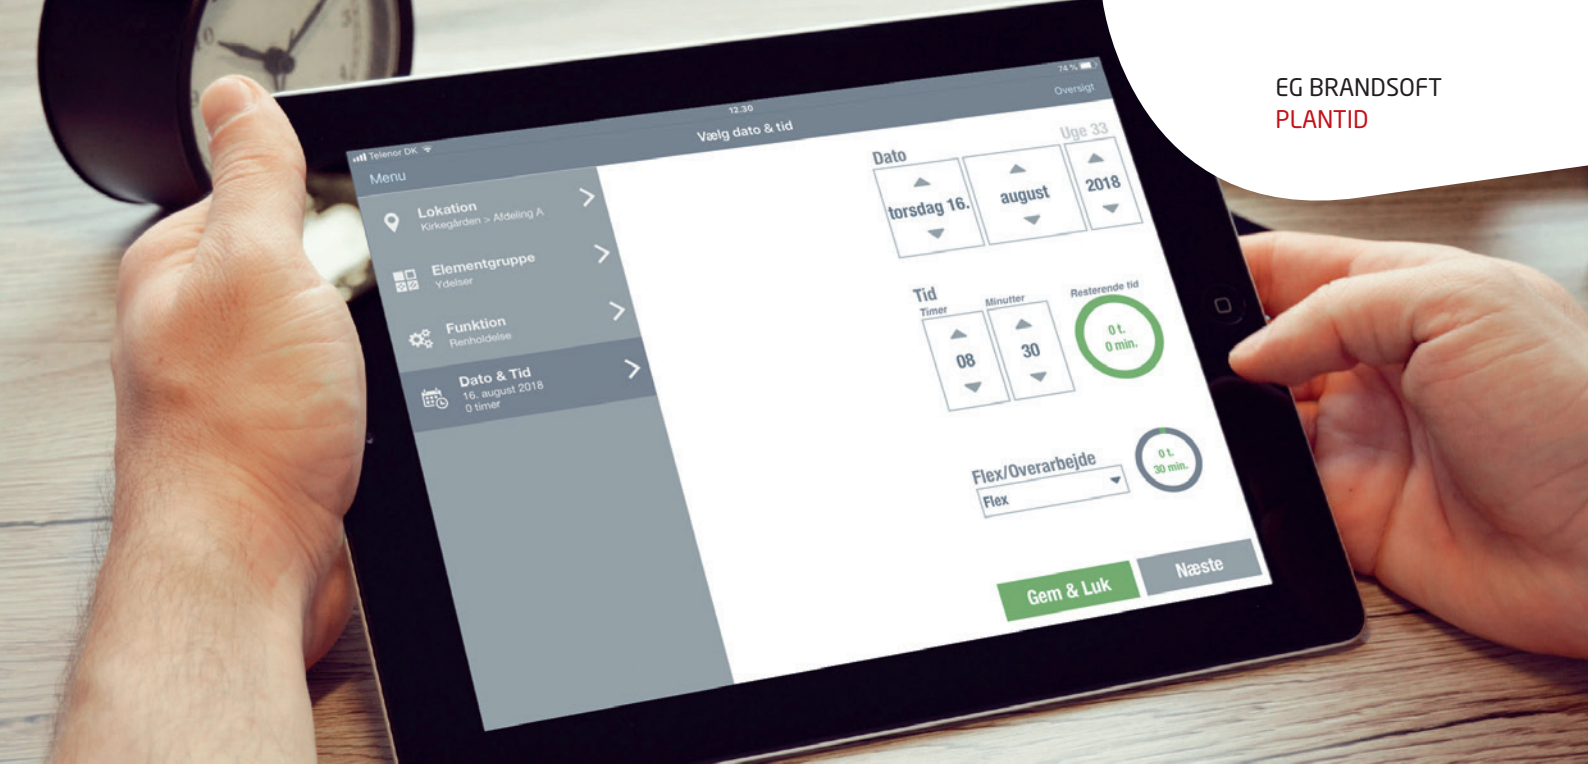 EG BRANDSOFT
PLANTID
Telenor DK
12.30
74 %
Menu
Vælg dato & tid
Oversigt
Lokation
Kirkegården > Afdeling A
Elementgruppe
Ydelser
Funktion
Renholdelse
Dato & Tid
16. august 2018
0 timer
Dato
Uge 33
torsdag 16.
august
2018
Tid
Timer
Minutter
Resterende tid
08
30
0 t.
0 min.
Flex/Overarbejde
Flex
0 t.
30 min.
Gem & Luk
Næste